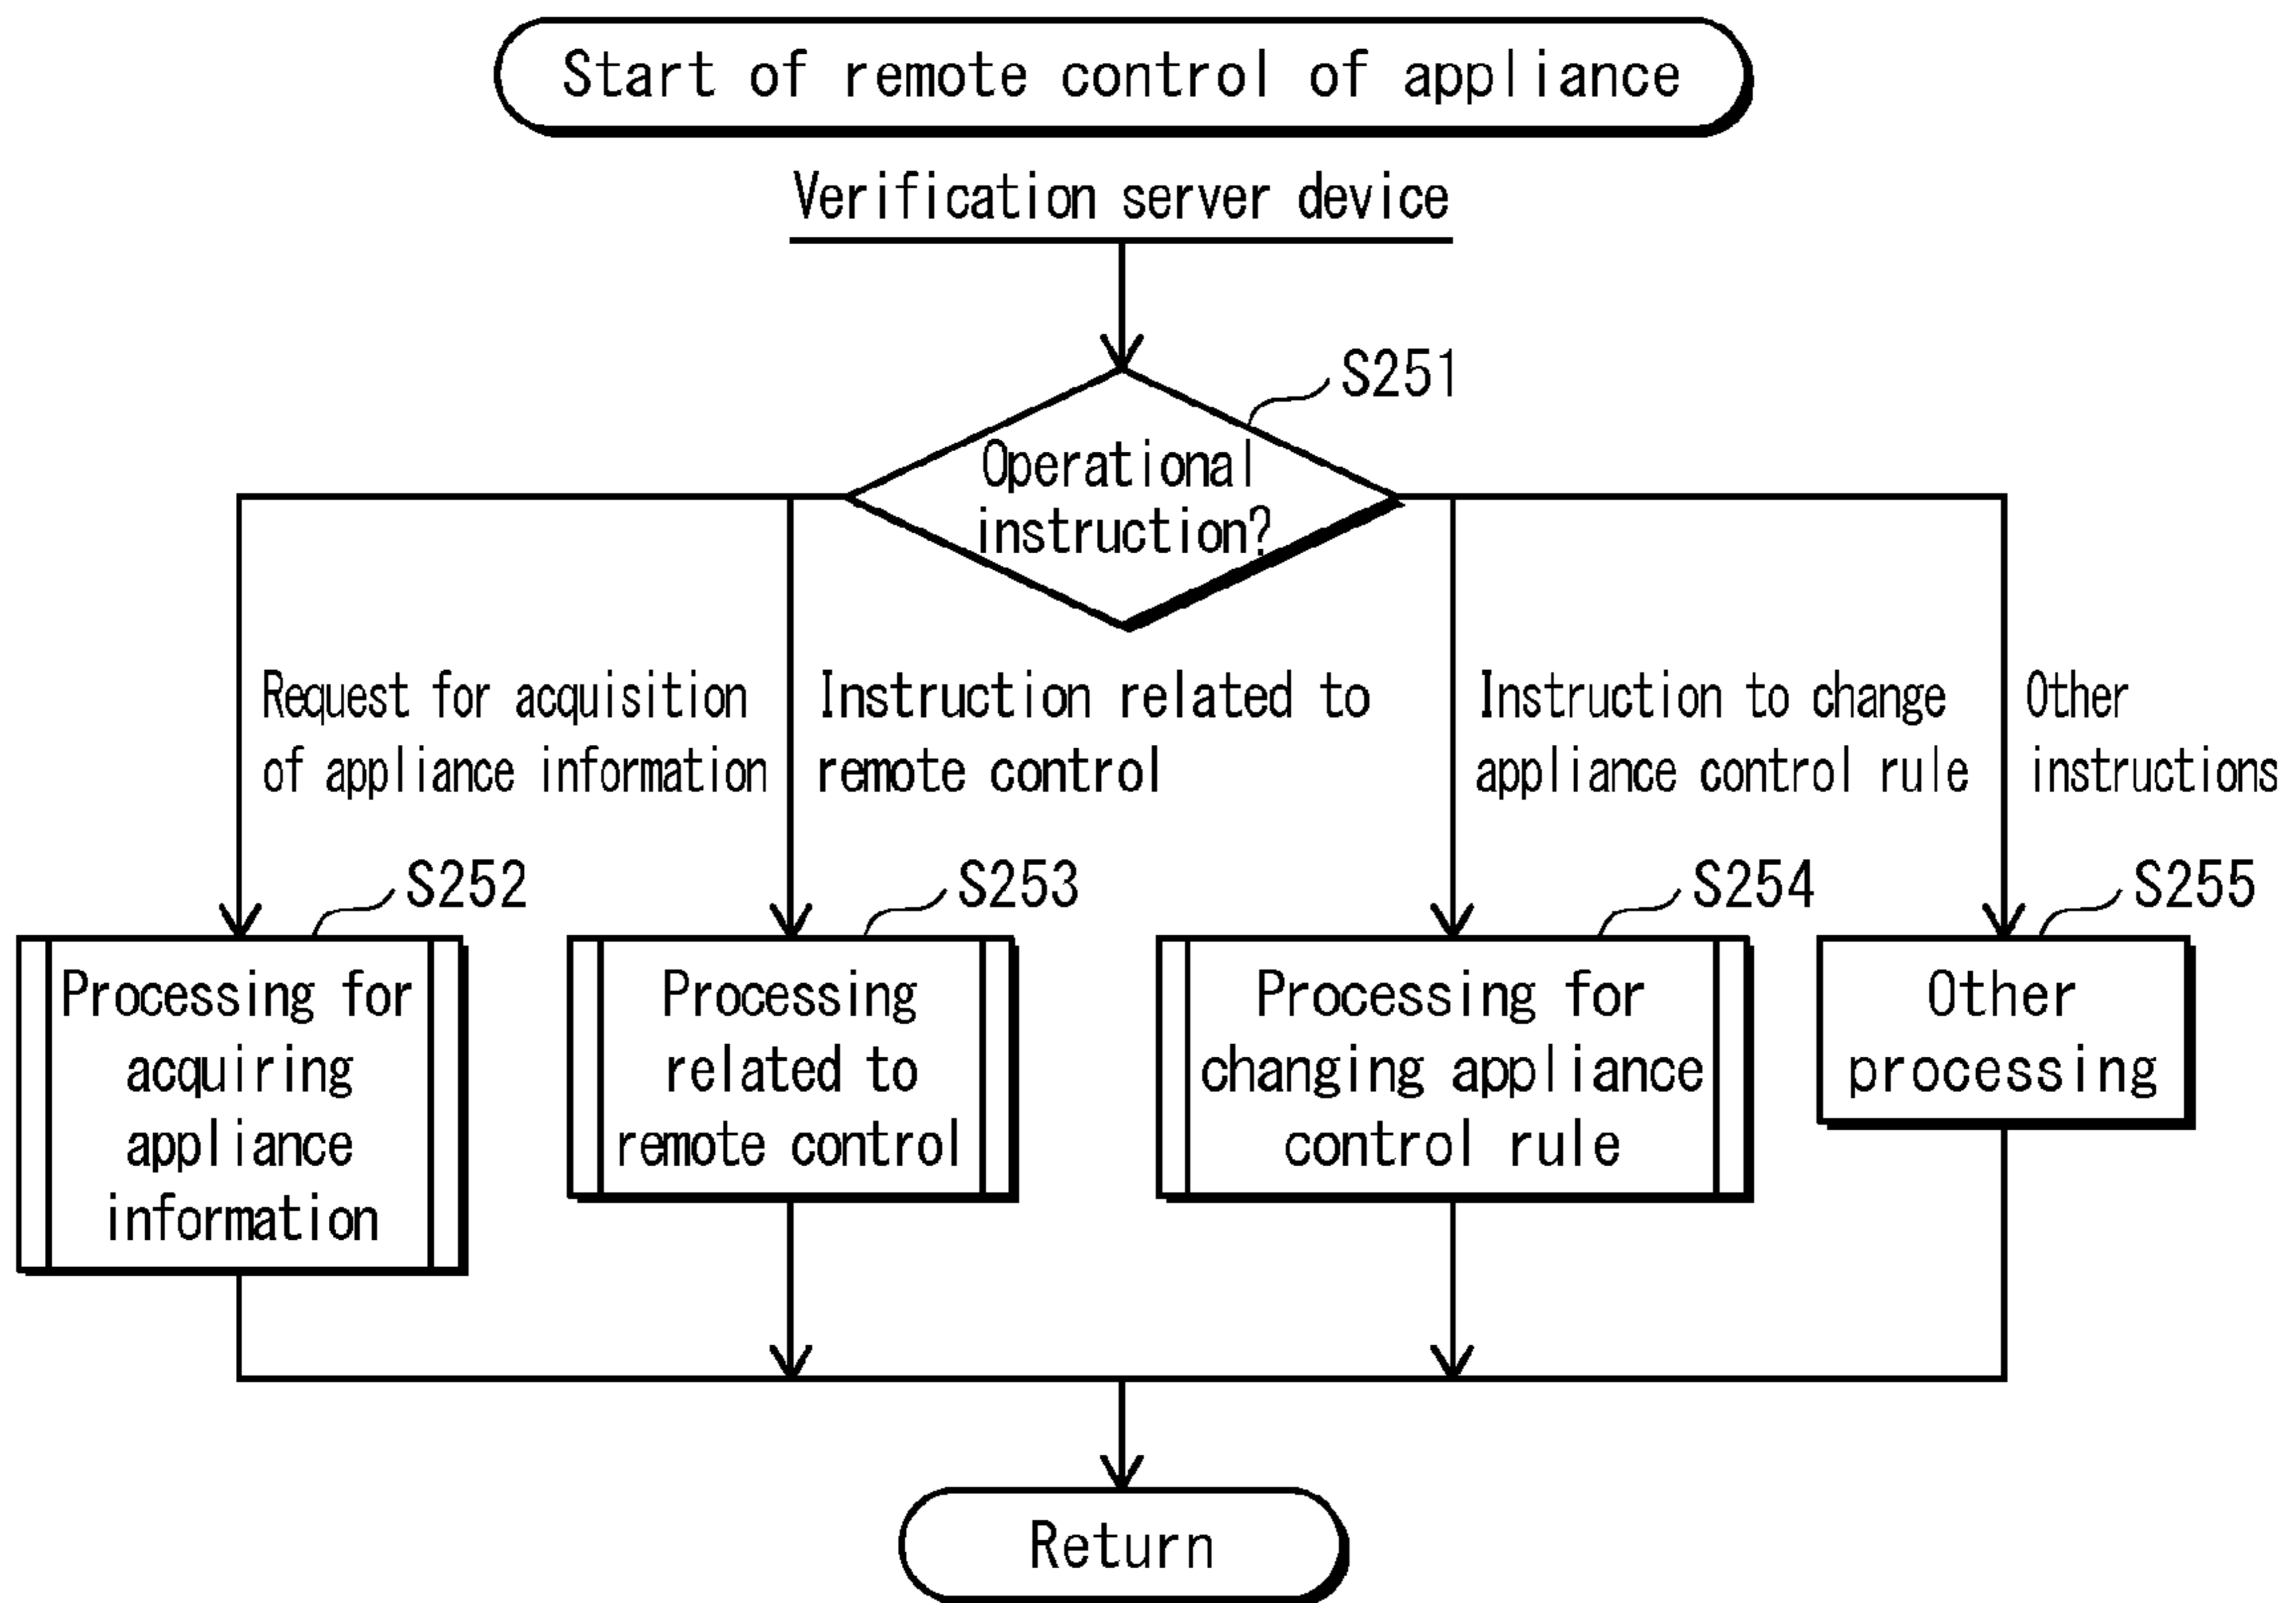 Start of remote control of appliance
Verification server device
S251
Operational
instruction?
Request for acquisition
of appliance information
Instruction related to
remote control
Instruction to change
appliance control rule
Other
instructions
S252
Processing for
acquiring
appliance
information
S253
Processing
related to
remote control
S254
Processing for
changing appliance
control rule
S255
Other
processing
Return